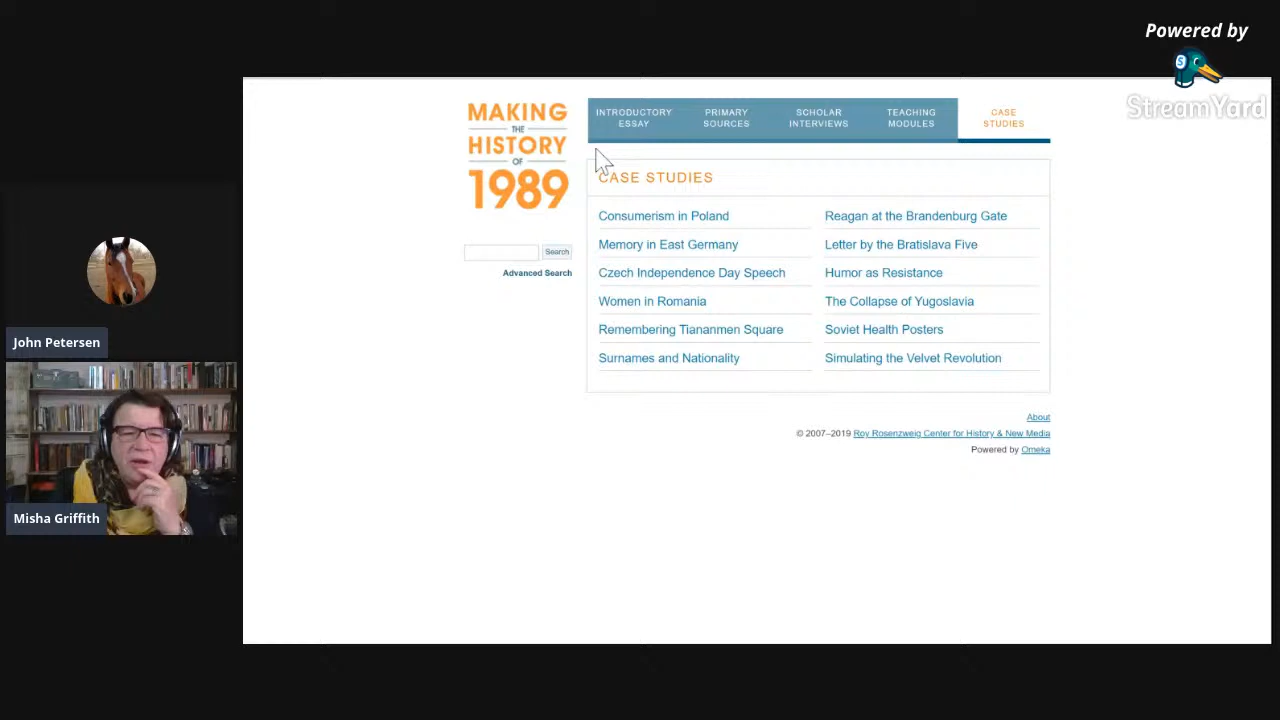 Powered by
StreamYard
MAKING
THE
HISTORY
OF
1989
INTRODUCTORY
ESSAY
PRIMARY
SOURCES
SCHOLAR
INTERVIEWS
TEACHING
MODULES
CASE
STUDIES
Search
Advanced Search
CASE STUDIES
Consumerism in Poland
Memory in East Germany
Czech Independence Day Speech
Women in Romania
Remembering Tiananmen Square
Surnames and Nationality
Reagan at the Brandenburg Gate
Letter by the Bratislava Five
Humor as Resistance
The Collapse of Yugoslavia
Soviet Health Posters
Simulating the Velvet Revolution
About
© 2007–2019 Roy Rosenzweig Center for History & New Media
Powered by Omeka
John Petersen
Misha Griffith